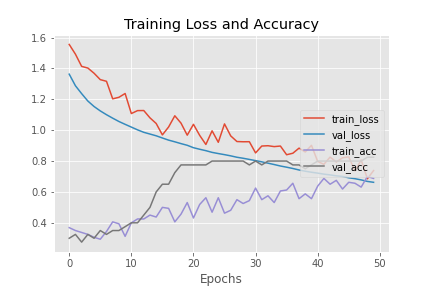 Training Loss and Accuracy
1.6
1.4
1.2
1.0
0.8
0.6
0.4
train_loss
val_loss
train_acc
val_acc
0 10 20 30 40 50
Epochs